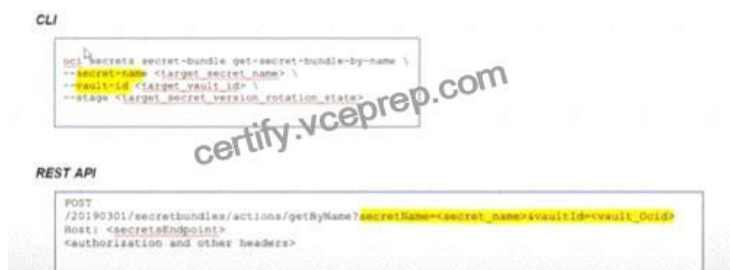 CLI
oci secrets secret-bundle get-secret-bundle-by-name \
--secret-name <target_secret_name> \
--vault-id <target_vault_id> \
--stage <target_secret_version_rotation_state>
certify.vceprep.com
REST API
POST
/20190301/secretbundles/actions/getByName?secretName=<secret_name>&vaultId=<vault_Ocid>
Host: <secretsEndpoint>
<authorization and other headers>